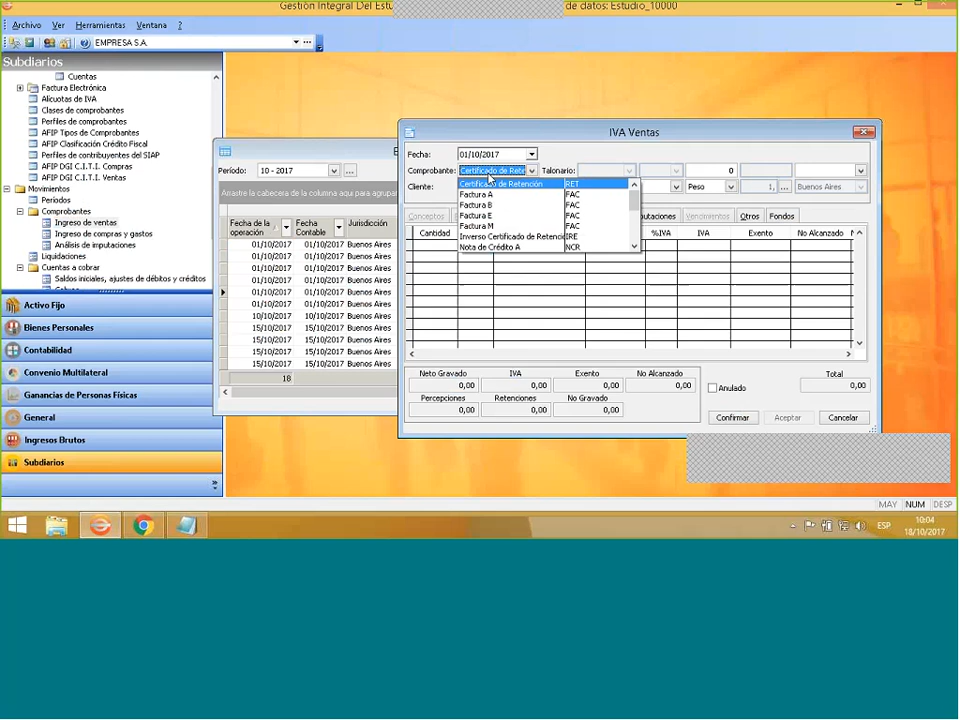 Gestión Integral Del Estu
de datos: Estudio_10000
Archivo Ver Herramientas Ventana ?
EMPRESA S.A.
Subdiarios
Cuentas
Factura Electrónica
Alícuotas de IVA
Clases de comprobantes
Perfiles de comprobantes
AFIP Tipos de Comprobantes
AFIP Clasificación Crédito Fiscal
Perfiles de contribuyentes del SIAP
AFIP DGI C.I.T.I. Compras
AFIP DGI C.I.T.I. Ventas
Movimientos
Períodos
Comprobantes
Ingreso de ventas
Ingreso de compras y gastos
Análisis de imputaciones
Liquidaciones
Cuentas a cobrar
Saldos iniciales, ajustes de débitos y créditos
Activo Fijo
Bienes Personales
Contabilidad
Convenio Multilateral
Ganancias de Personas Físicas
General
Ingresos Brutos
Subdiarios
Período: 10 - 2017
Arrastre la cabecera de la columna aquí para agrupar
Fecha de la operación Fecha Contable Jurisdicción
01/10/2017 01/10/2017 Buenos Aires
01/10/2017 01/10/2017 Buenos Aires
01/10/2017 01/10/2017 Buenos Aires
01/10/2017 01/10/2017 Buenos Aires
01/10/2017 01/10/2017 Buenos Aires
01/10/2017 01/10/2017 Buenos Aires
10/10/2017 10/10/2017 Buenos Aires
15/10/2017 15/10/2017 Buenos Aires
15/10/2017 15/10/2017 Buenos Aires
15/10/2017 15/10/2017 Buenos Aires
15/10/2017 15/10/2017 Buenos Aires
18
IVA Ventas
Fecha: 01/10/2017
Comprobante: Certificado de Rete Talonario: 0
Cliente: Peso 1, ... Buenos Aires
Certificado de Retención RET
Factura A FAC
Factura B FAC
Factura E FAC
Factura M FAC
Inverso Certificado de Retenció IRE
Nota de Crédito A NCR
Conceptos putaciones Vencimientos Otros Fondos
Cantidad %IVA IVA Exento No Alcanzado
Neto Gravado IVA Exento No Alcanzado Total
0,00 0,00 0,00 0,00 Anulado 0,00
Percepciones Retenciones No Gravado
0,00 0,00 0,00
Confirmar Aceptar Cancelar
MAY NUM DESP
ESP
10:04
18/10/2017